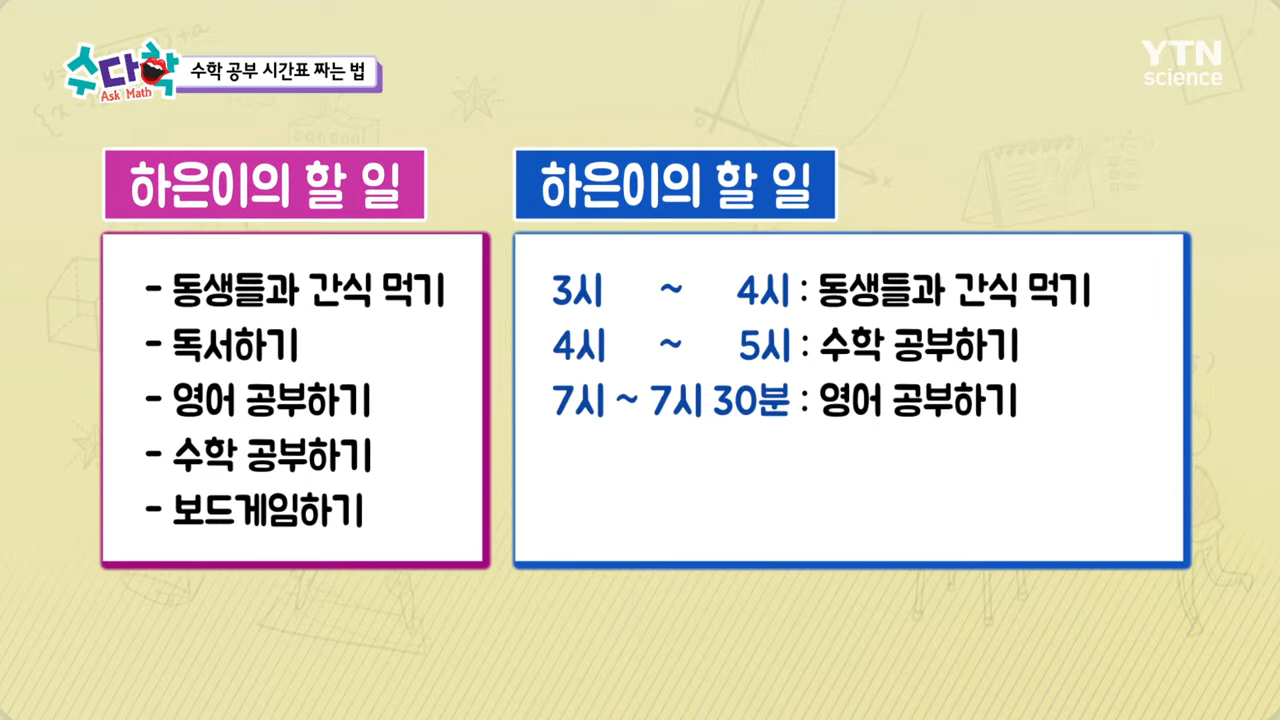 수다학
Ask Math
수학 공부 시간표 짜는 법
YTN
science
하은이의 할 일
- 동생들과 간식 먹기
- 독서하기
- 영어 공부하기
- 수학 공부하기
- 보드게임하기
하은이의 할 일
3시 ~ 4시 : 동생들과 간식 먹기
4시 ~ 5시 : 수학 공부하기
7시 ~ 7시 30분 : 영어 공부하기